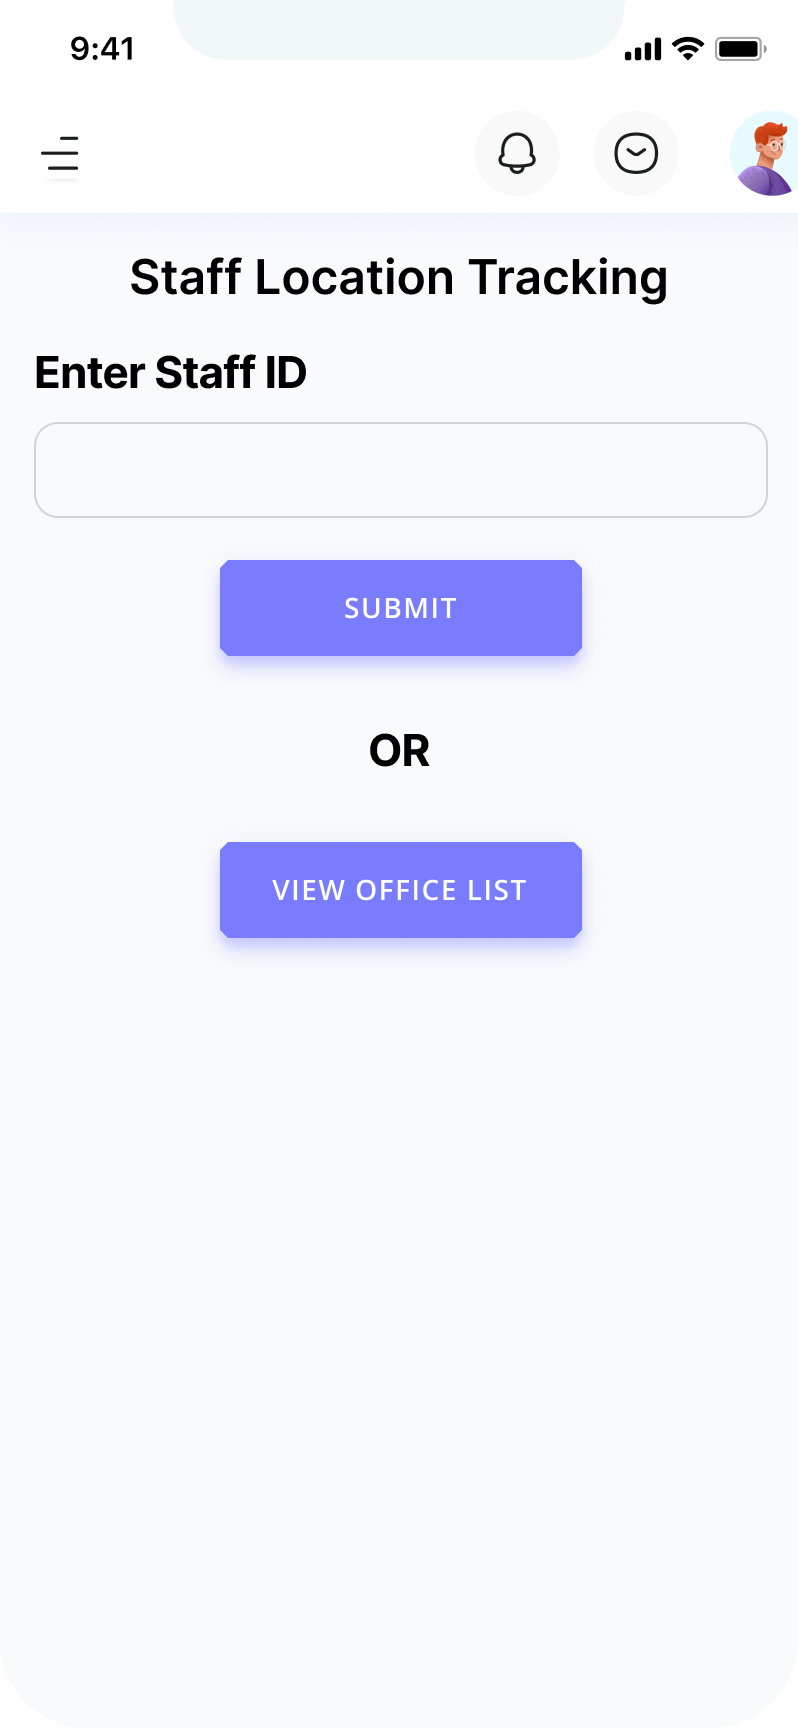 9:41
Staff Location Tracking
Enter Staff ID
SUBMIT
OR
VIEW OFFICE LIST